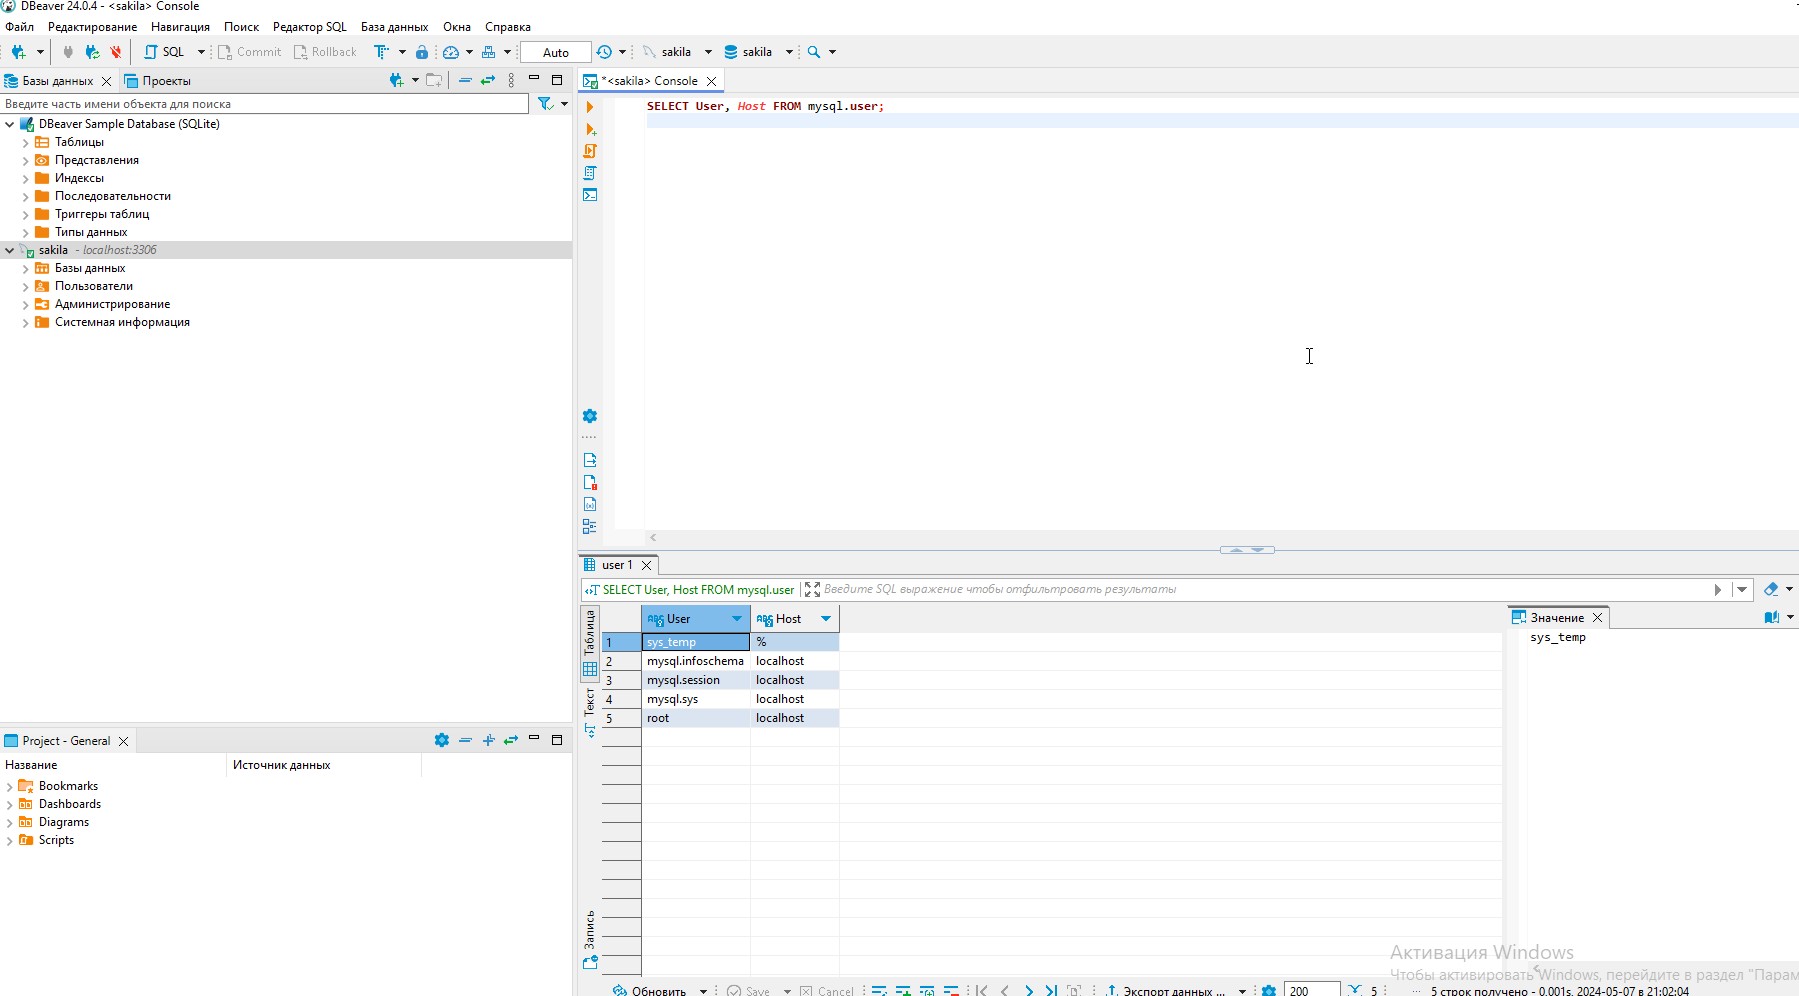 DBeaver 24.0.4 - <sakila> Console
Файл Редактирование Навигация Поиск Редактор SQL База данных Окна Справка
SQL Commit Rollback Auto sakila sakila
Базы данных Проекты
Введите часть имени объекта для поиска
DBeaver Sample Database (SQLite)
Таблицы
Представления
Индексы
Последовательности
Триггеры таблиц
Типы данных
sakila - localhost:3306
Базы данных
Пользователи
Администрирование
Системная информация
Project - General
Название Источник данных
Bookmarks
Dashboards
Diagrams
Scripts
*<sakila> Console
SELECT User, Host FROM mysql.user;
user 1
SELECT User, Host FROM mysql.user Введите SQL выражение чтобы отфильтровать результаты
Таблица
Текст
Запись
User Host
1 sys_temp %
2 mysql.infoschema localhost
3 mysql.session localhost
4 mysql.sys localhost
5 root localhost
Значение
sys_temp
Активация Windows
Чтобы активировать Windows, перейдите в раздел "Парам
Обновить Save Cancel Экспорт данных ... 200 5 ... 5 строк получено - 0.001s, 2024-05-07 в 21:02:04